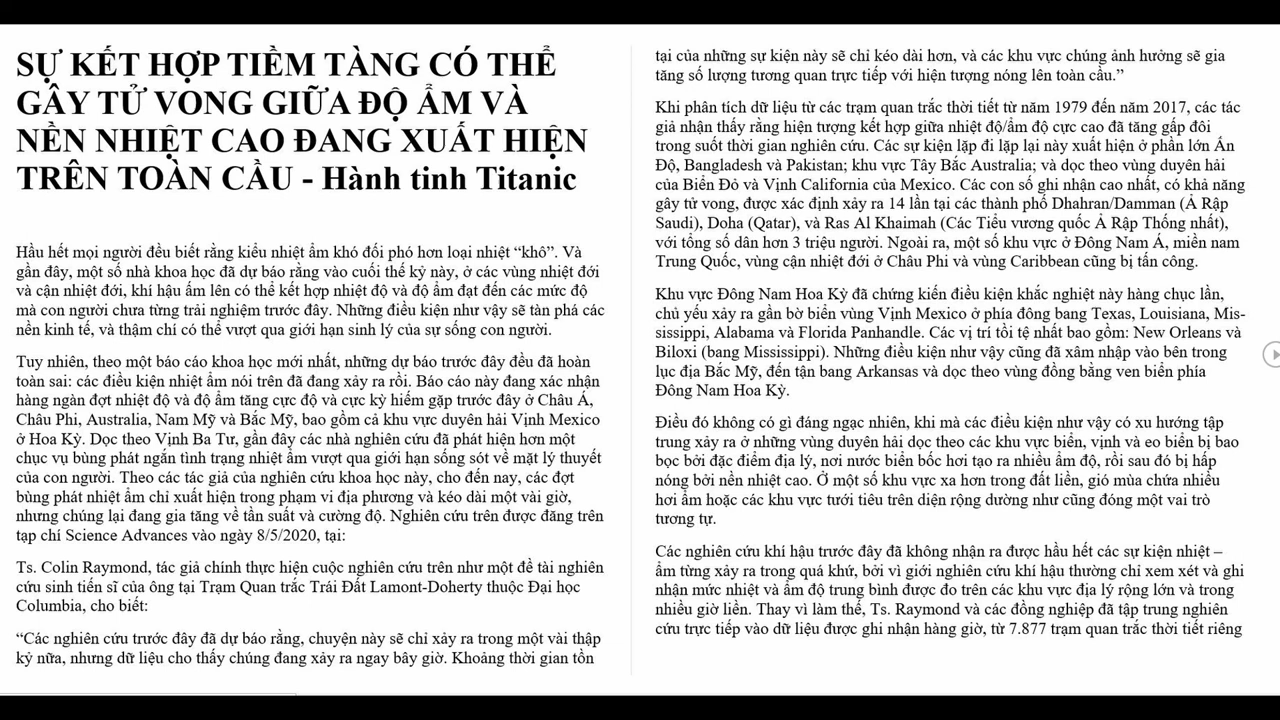 SỰ KẾT HỢP TIỀM TÀNG CÓ THỂ
GÂY TỬ VONG GIỮA ĐỘ ẨM VÀ
NỀN NHIỆT CAO ĐANG XUẤT HIỆN
TRÊN TOÀN CẦU - Hành tinh Titanic
Hầu hết mọi người đều biết rằng kiểu nhiệt ẩm khó đối phó hơn loại nhiệt “khô”. Và
gần đây, một số nhà khoa học đã dự báo rằng vào cuối thế kỷ này, ở các vùng nhiệt đới
và cận nhiệt đới, khí hậu ấm lên có thể kết hợp nhiệt độ và độ ẩm đạt đến các mức độ
mà con người chưa từng trải nghiệm trước đây. Những điều kiện như vậy sẽ tàn phá các
nền kinh tế, và thậm chí có thể vượt qua giới hạn sinh lý của sự sống con người.
Tuy nhiên, theo một báo cáo khoa học mới nhất, những dự báo trước đây đều đã hoàn
toàn sai: các điều kiện nhiệt ẩm nói trên đã đang xảy ra rồi. Báo cáo này đang xác nhận
hàng ngàn đợt nhiệt độ và độ ẩm tăng cực độ và cực kỳ hiếm gặp trước đây ở Châu Á,
Châu Phi, Australia, Nam Mỹ và Bắc Mỹ, bao gồm cả khu vực duyên hải Vịnh Mexico
ở Hoa Kỳ. Dọc theo Vịnh Ba Tư, gần đây các nhà nghiên cứu đã phát hiện hơn một
chục vụ bùng phát ngắn tình trạng nhiệt ẩm vượt qua giới hạn sống sót về mặt lý thuyết
của con người. Theo các tác giả của nghiên cứu khoa học này, cho đến nay, các đợt
bùng phát nhiệt ẩm chỉ xuất hiện trong phạm vi địa phương và kéo dài một vài giờ,
nhưng chúng lại đang gia tăng về tần suất và cường độ. Nghiên cứu trên được đăng trên
tạp chí Science Advances vào ngày 8/5/2020, tại:
Ts. Colin Raymond, tác giả chính thực hiện cuộc nghiên cứu trên như một đề tài nghiên
cứu sinh tiến sĩ của ông tại Trạm Quan trắc Trái Đất Lamont-Doherty thuộc Đại học
Columbia, cho biết:
“Các nghiên cứu trước đây đã dự báo rằng, chuyện này sẽ chỉ xảy ra trong một vài thập
kỷ nữa, nhưng dữ liệu cho thấy chúng đang xảy ra ngay bây giờ. Khoảng thời gian tồn
tại của những sự kiện này sẽ chỉ kéo dài hơn, và các khu vực chúng ảnh hưởng sẽ gia
tăng số lượng tương quan trực tiếp với hiện tượng nóng lên toàn cầu.”
Khi phân tích dữ liệu từ các trạm quan trắc thời tiết từ năm 1979 đến năm 2017, các tác
giả nhận thấy rằng hiện tượng kết hợp giữa nhiệt độ/ẩm độ cực cao đã tăng gấp đôi
trong suốt thời gian nghiên cứu. Các sự kiện lặp đi lặp lại này xuất hiện ở phần lớn Ấn
Độ, Bangladesh và Pakistan; khu vực Tây Bắc Australia; và dọc theo vùng duyên hải
của Biển Đỏ và Vịnh California của Mexico. Các con số ghi nhận cao nhất, có khả năng
gây tử vong, được xác định xảy ra 14 lần tại các thành phố Dhahran/Damman (Ả Rập
Saudi), Doha (Qatar), và Ras Al Khaimah (Các Tiểu vương quốc Ả Rập Thống nhất),
với tổng số dân hơn 3 triệu người. Ngoài ra, một số khu vực ở Đông Nam Á, miền nam
Trung Quốc, vùng cận nhiệt đới ở Châu Phi và vùng Caribbean cũng bị tấn công.
Khu vực Đông Nam Hoa Kỳ đã chứng kiến điều kiện khắc nghiệt này hàng chục lần,
chủ yếu xảy ra gần bờ biển vùng Vịnh Mexico ở phía đông bang Texas, Louisiana, Mis-
sissippi, Alabama và Florida Panhandle. Các vị trí tồi tệ nhất bao gồm: New Orleans và
Biloxi (bang Mississippi). Những điều kiện như vậy cũng đã xâm nhập vào bên trong
lục địa Bắc Mỹ, đến tận bang Arkansas và dọc theo vùng đồng bằng ven biển phía
Đông Nam Hoa Kỳ.
Điều đó không có gì đáng ngạc nhiên, khi mà các điều kiện như vậy có xu hướng tập
trung xảy ra ở những vùng duyên hải dọc theo các khu vực biển, vịnh và eo biển bị bao
bọc bởi đặc điểm địa lý, nơi nước biển bốc hơi tạo ra nhiều ẩm độ, rồi sau đó bị hấp
nóng bởi nền nhiệt cao. Ở một số khu vực xa hơn trong đất liền, gió mùa chứa nhiều
hơi ẩm hoặc các khu vực tưới tiêu trên diện rộng dường như cũng đóng một vai trò
tương tự.
Các nghiên cứu khí hậu trước đây đã không nhận ra được hầu hết các sự kiện nhiệt –
ẩm từng xảy ra trong quá khứ, bởi vì giới nghiên cứu khí hậu thường chỉ xem xét và ghi
nhận mức nhiệt và ẩm độ trung bình được đo trên các khu vực địa lý rộng lớn và trong
nhiều giờ liền. Thay vì làm thế, Ts. Raymond và các đồng nghiệp đã tập trung nghiên
cứu trực tiếp vào dữ liệu được ghi nhận hàng giờ, từ 7.877 trạm quan trắc thời tiết riêng